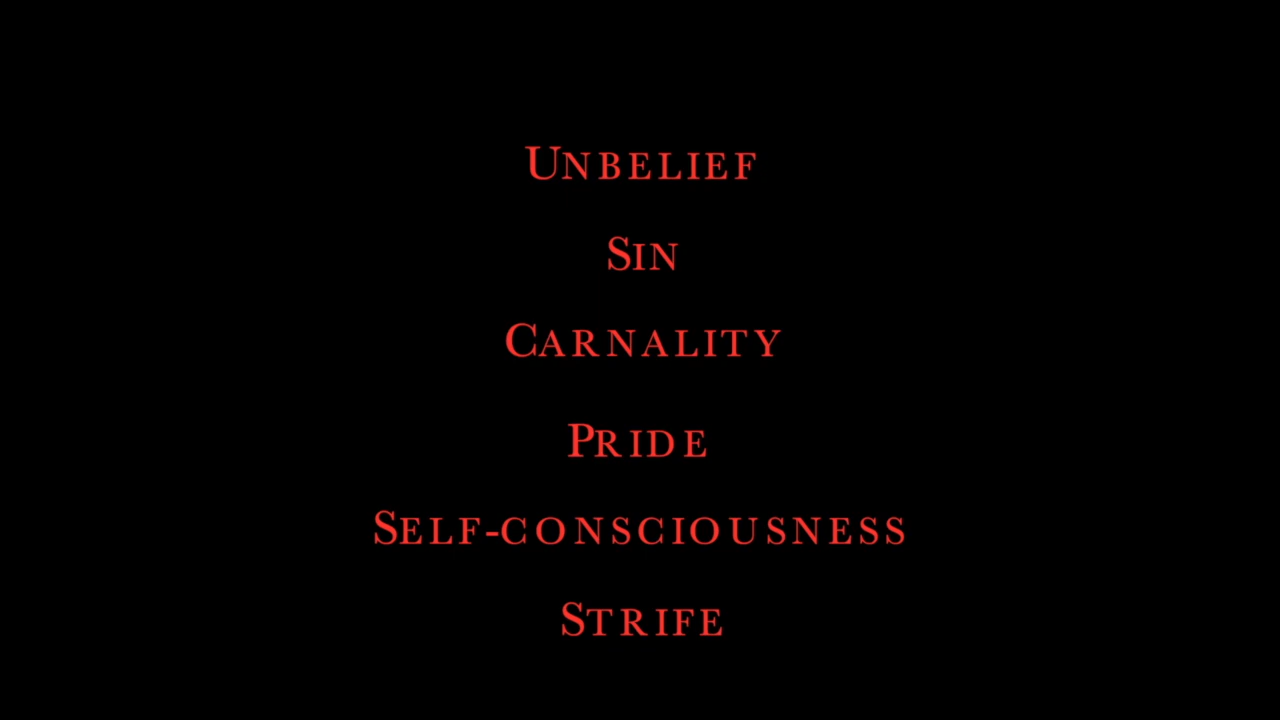 Unbelief
Sin
Carnality
Pride
Self-consciousness
Strife